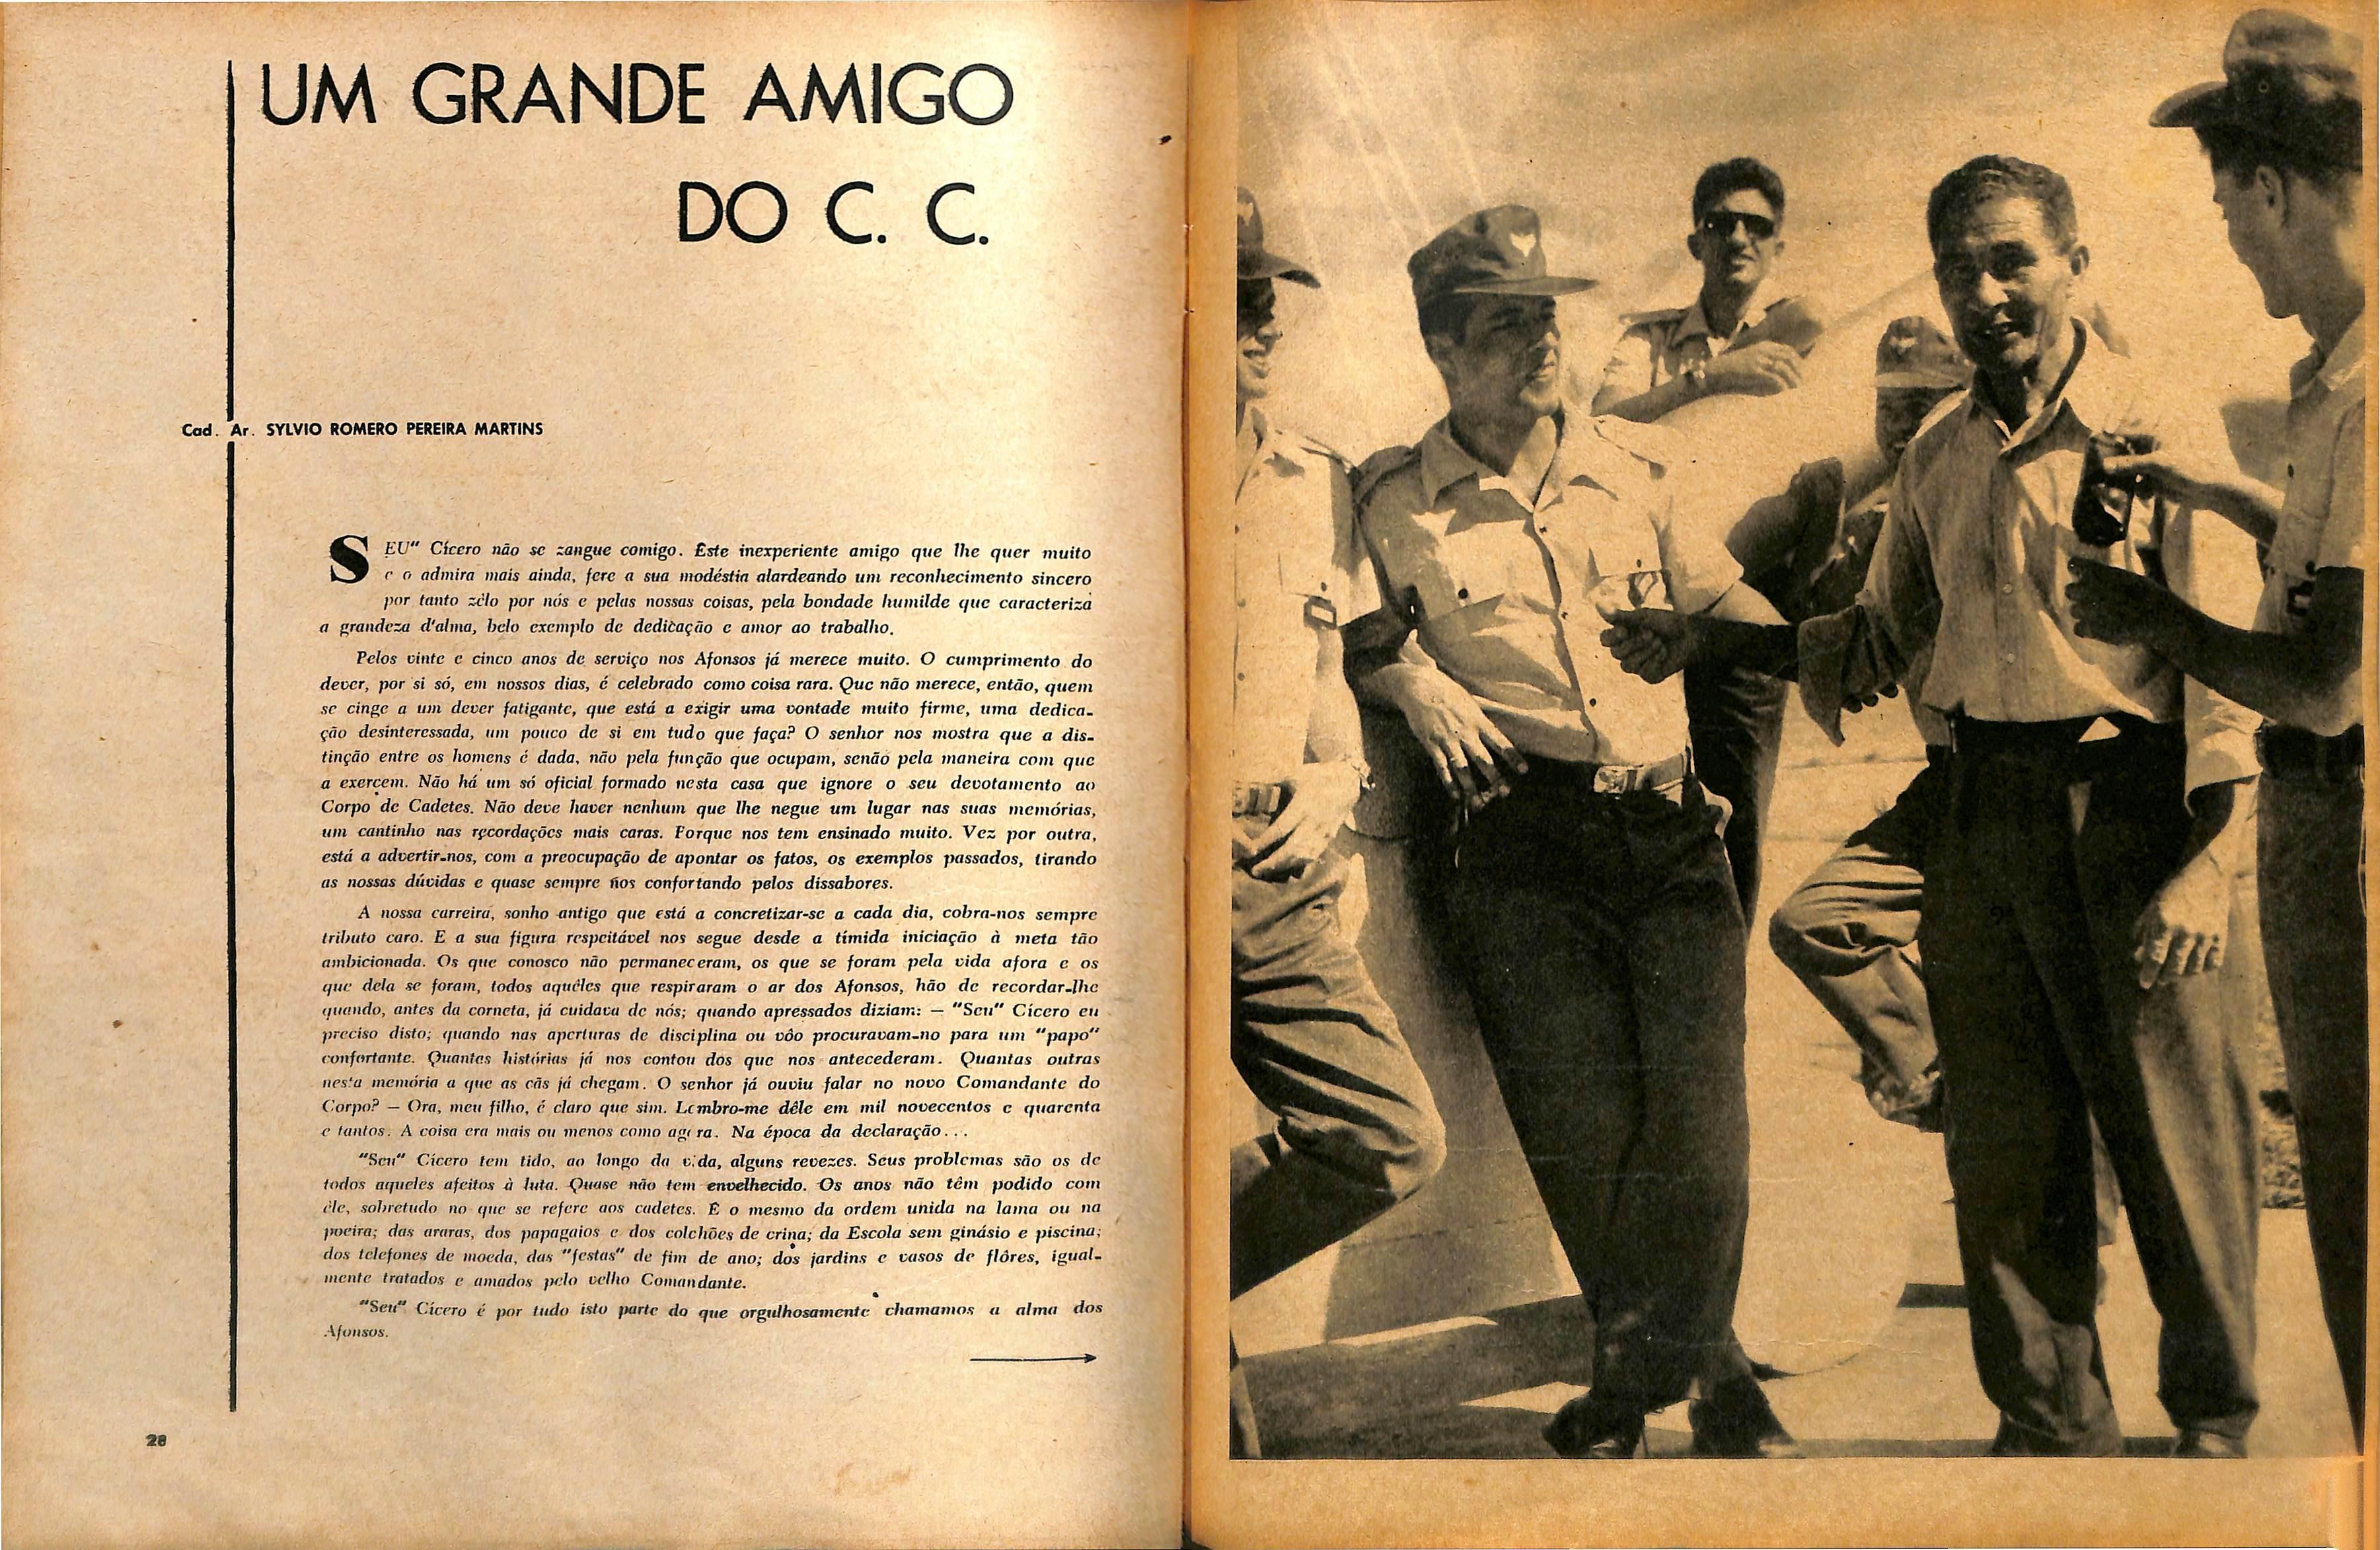 UM GRANDE AMIGO
DO C. C.
Cad. Ar. SYLVIO ROMERO PEREIRA MARTINS
SEU" Cícero não se zangue comigo. Este inexperiente amigo que lhe quer muito
e o admira mais ainda, fere a sua modéstia alardeando um reconhecimento sincero
por tanto zêlo por nós e pelas nossas coisas, pela bondade humilde que caracteriza
a grandeza d'alma, belo exemplo de dedicação e amor ao trabalho.
Pelos vinte e cinco anos de serviço nos Afonsos já merece muito. O cumprimento do
dever, por si só, em nossos dias, é celebrado como coisa rara. Que não merece, então, quem
se cinge a um dever fatigante, que está a exigir uma vontade muito firme, uma dedica-
ção desinteressada, um pouco de si em tudo que faça? O senhor nos mostra que a dis-
tinção entre os homens é dada, não pela função que ocupam, senão pela maneira com que
a exercem. Não há um só oficial formado nesta casa que ignore o seu devotamento ao
Corpo de Cadetes. Não deve haver nenhum que lhe negue um lugar nas suas memórias,
um cantinho nas recordações mais caras. Porque nos tem ensinado muito. Vez por outra,
está a advertir-nos, com a preocupação de apontar os fatos, os exemplos passados, tirando
as nossas dúvidas e quase sempre nos confortando pelos dissabores.
A nossa carreira, sonho antigo que está a concretizar-se a cada dia, cobra-nos sempre
tributo caro. E a sua figura respeitável nos segue desde a tímida iniciação à meta tão
ambicionada. Os que conosco não permaneceram, os que se foram pela vida afora e os
que dela se foram, todos aquêles que respiraram o ar dos Afonsos, hão de recordar-lhe
quando, antes da corneta, já cuidava de nós; quando apressados diziam: — "Seu" Cícero eu
preciso disto; quando nas aperturas de disciplina ou vôo procuravam-no para um "papo"
confortante. Quantas histórias já nos contou dos que nos antecederam. Quantas outras
nesta memória a que as cãs já chegam. O senhor já ouviu falar no novo Comandante do
Corpo? — Ora, meu filho, é claro que sim. Lembro-me dêle em mil novecentos e quarenta
e tantos. A coisa era mais ou menos como agora. Na época da declaração...
"Seu" Cícero tem tido, ao longo da vida, alguns revezes. Seus problemas são os de
todos aqueles afeitos à luta. Quase não tem envelhecido. Os anos não têm podido com
êle, sobretudo no que se refere aos cadetes. É o mesmo da ordem unida na lama ou na
poeira; das araras, dos papagaios e dos colchões de crina; da Escola sem ginásio e piscina;
dos telefones de moeda, das "festas" de fim de ano; dos jardins e vasos de flôres, igual-
mente tratados e amados pelo velho Comandante.
"Seu" Cícero é por tudo isto parte do que orgulhosamente chamamos a alma dos
Afonsos.
28